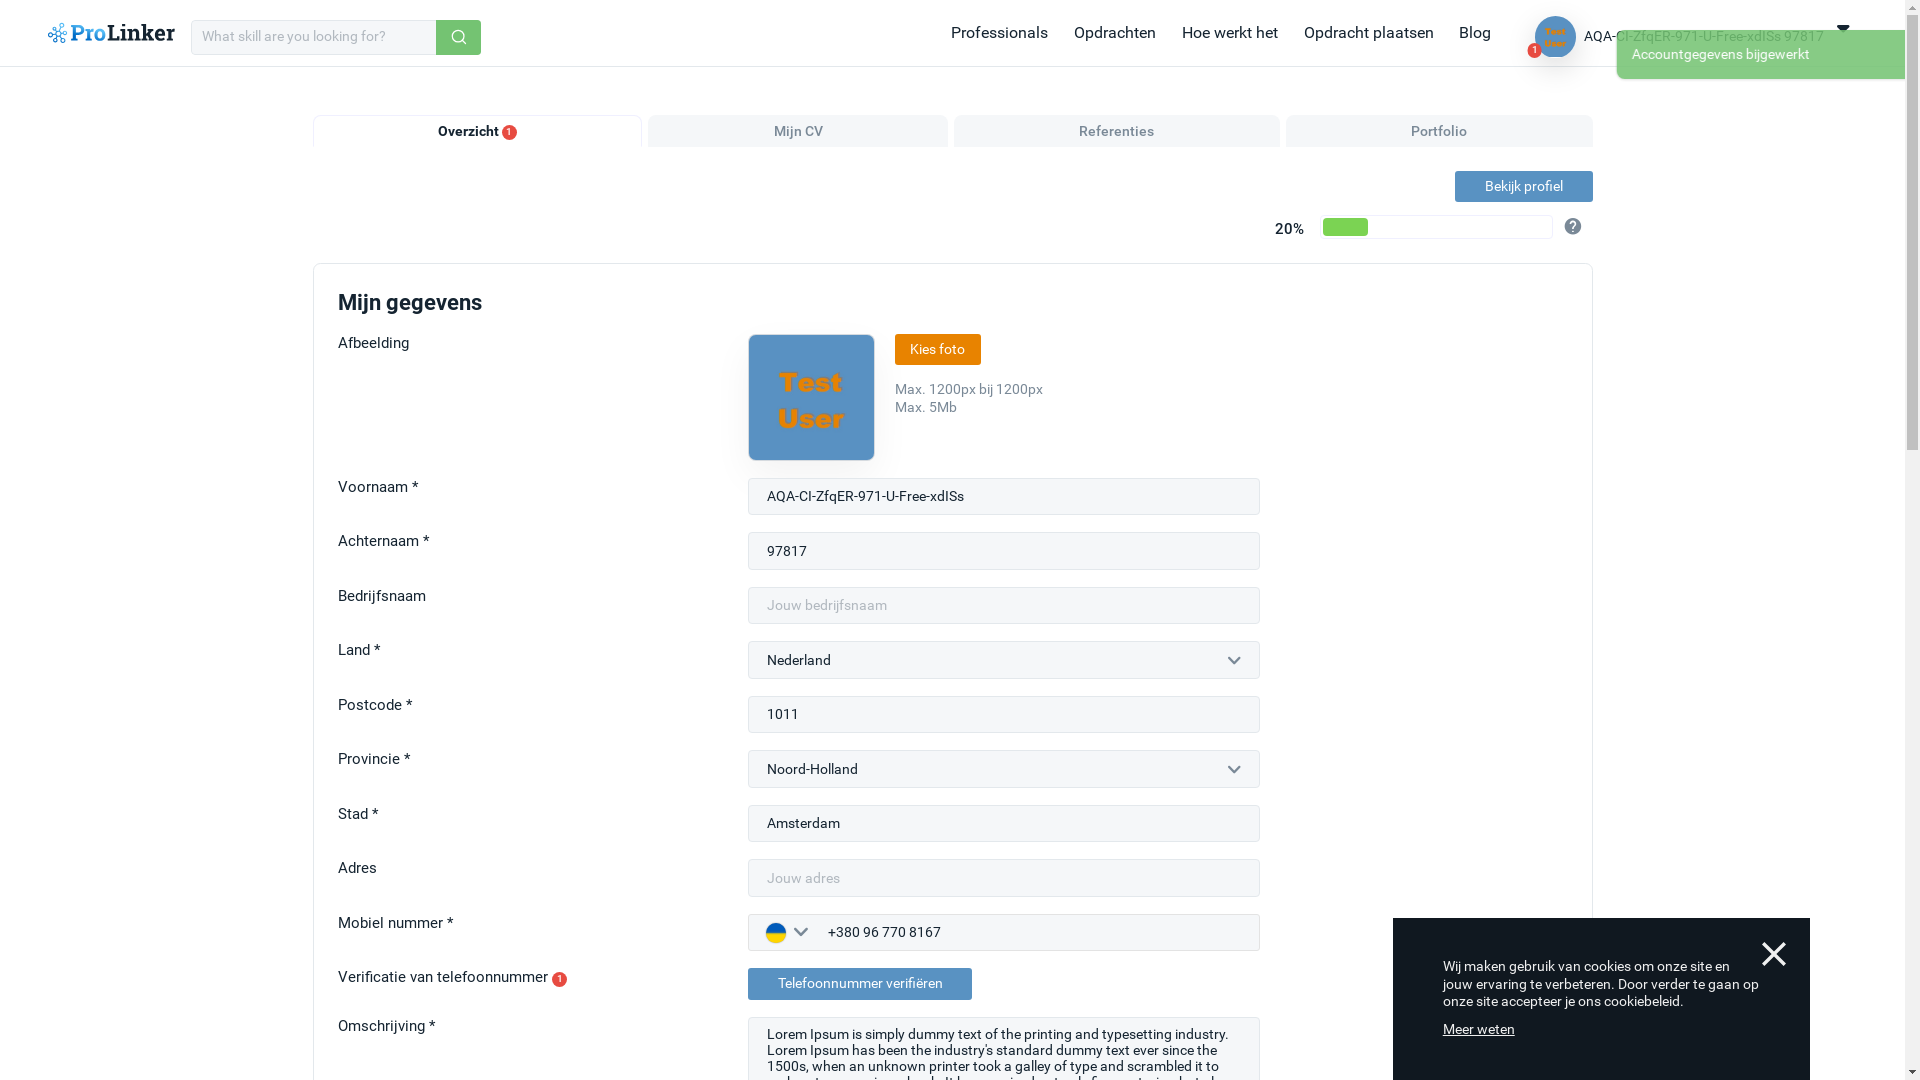 ProLinker
What skill are you looking for?
Professionals
Opdrachten
Hoe werkt het
Opdracht plaatsen
Blog
Test
User
1
AQA-CI-ZfqER-971-U-Free-xdISs 97817
Accountgegevens bijgewerkt
Overzicht 1
Mijn CV
Referenties
Portfolio
Bekijk profiel
20%
?
Mijn gegevens
Afbeelding
Test
User
Kies foto
Max. 1200px bij 1200px
Max. 5Mb
Voornaam *
AQA-CI-ZfqER-971-U-Free-xdISs
Achternaam *
97817
Bedrijfsnaam
Jouw bedrijfsnaam
Land *
Nederland
Postcode *
1011
Provincie *
Noord-Holland
Stad *
Amsterdam
Adres
Jouw adres
Mobiel nummer *
+380 96 770 8167
Verificatie van telefoonnummer 1
Telefoonnummer verifiëren
Omschrijving *
Lorem Ipsum is simply dummy text of the printing and typesetting industry.
Lorem Ipsum has been the industry's standard dummy text ever since the
1500s, when an unknown printer took a galley of type and scrambled it to
Wij maken gebruik van cookies om onze site en
jouw ervaring te verbeteren. Door verder te gaan op
onze site accepteer je ons cookiebeleid.
Meer weten